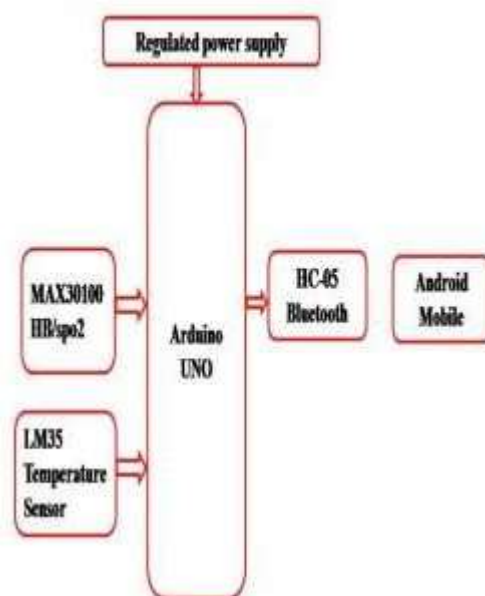 Regulated power supply
MAX30100
HB/spo2
Arduino
UNO
HC-05
Bluetooth
Android
Mobile
LM35
Temperature
Sensor